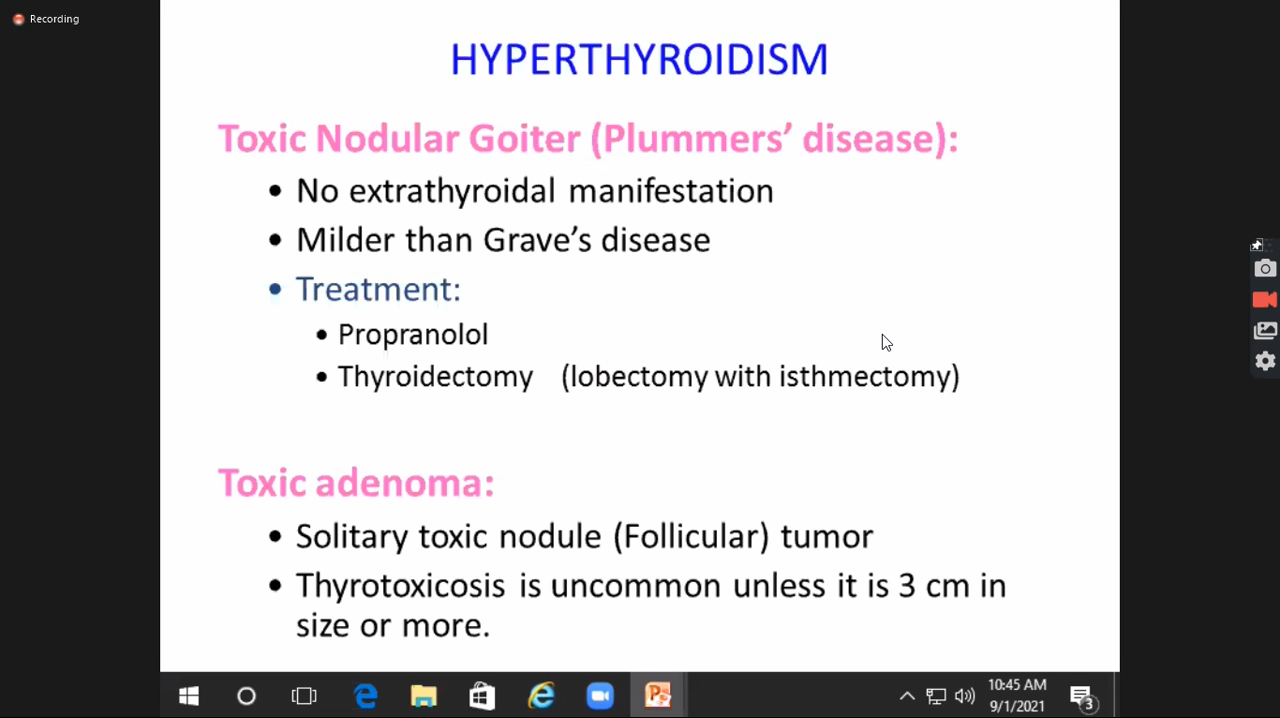 Recording
HYPERTHYROIDISM
Toxic Nodular Goiter (Plummers’ disease):
• No extrathyroidal manifestation
• Milder than Grave’s disease
• Treatment:
• Propranolol
• Thyroidectomy (lobectomy with isthmectomy)
Toxic adenoma:
• Solitary toxic nodule (Follicular) tumor
• Thyrotoxicosis is uncommon unless it is 3 cm in
size or more.
10:45 AM
9/1/2021
3